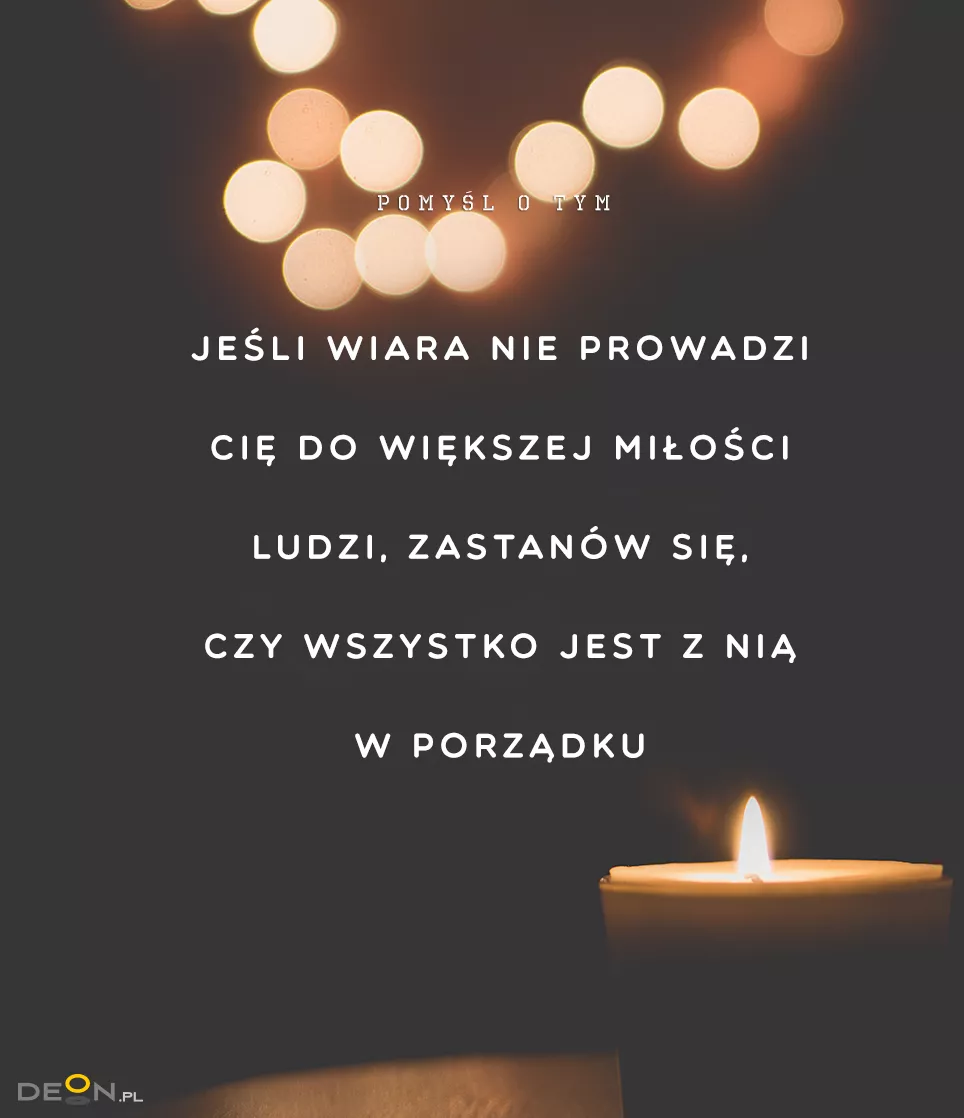 POMYŚL O TYM
JEŚLI WIARA NIE PROWADZI
CIĘ DO WIĘKSZEJ MIŁOŚCI
LUDZI, ZASTANÓW SIĘ,
CZY WSZYSTKO JEST Z NIĄ
W PORZĄDKU
DEON.PL